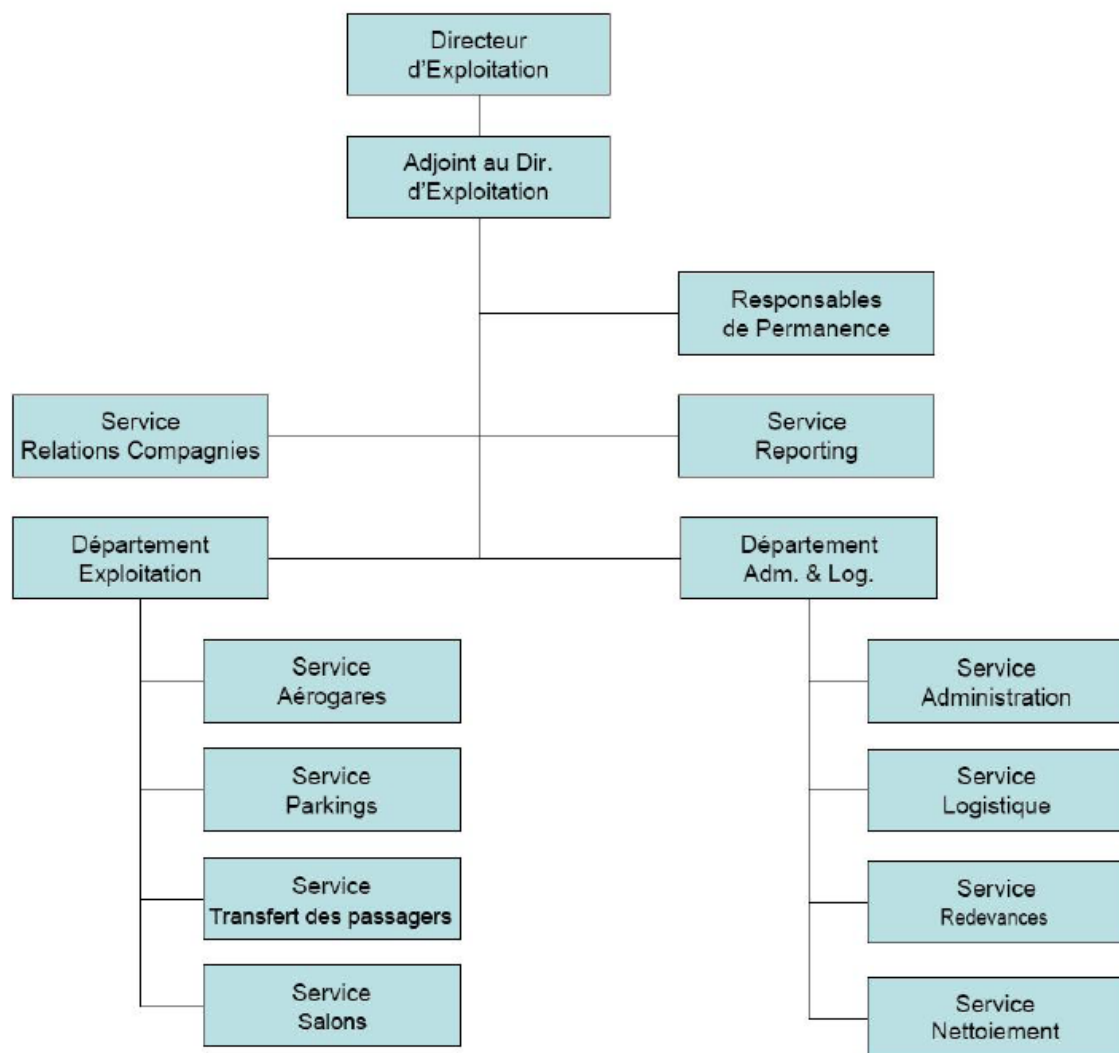 Directeur
d'Exploitation
Adjoint au Dir.
d'Exploitation
Responsables
de Permanence
Service
Relations Compagnies
Service
Reporting
Département
Exploitation
Département
Adm. & Log.
Service
Aérogares
Service
Parkings
Service
Transfert des passagers
Service
Salons
Service
Administration
Service
Logistique
Service
Redevances
Service
Nettoiement